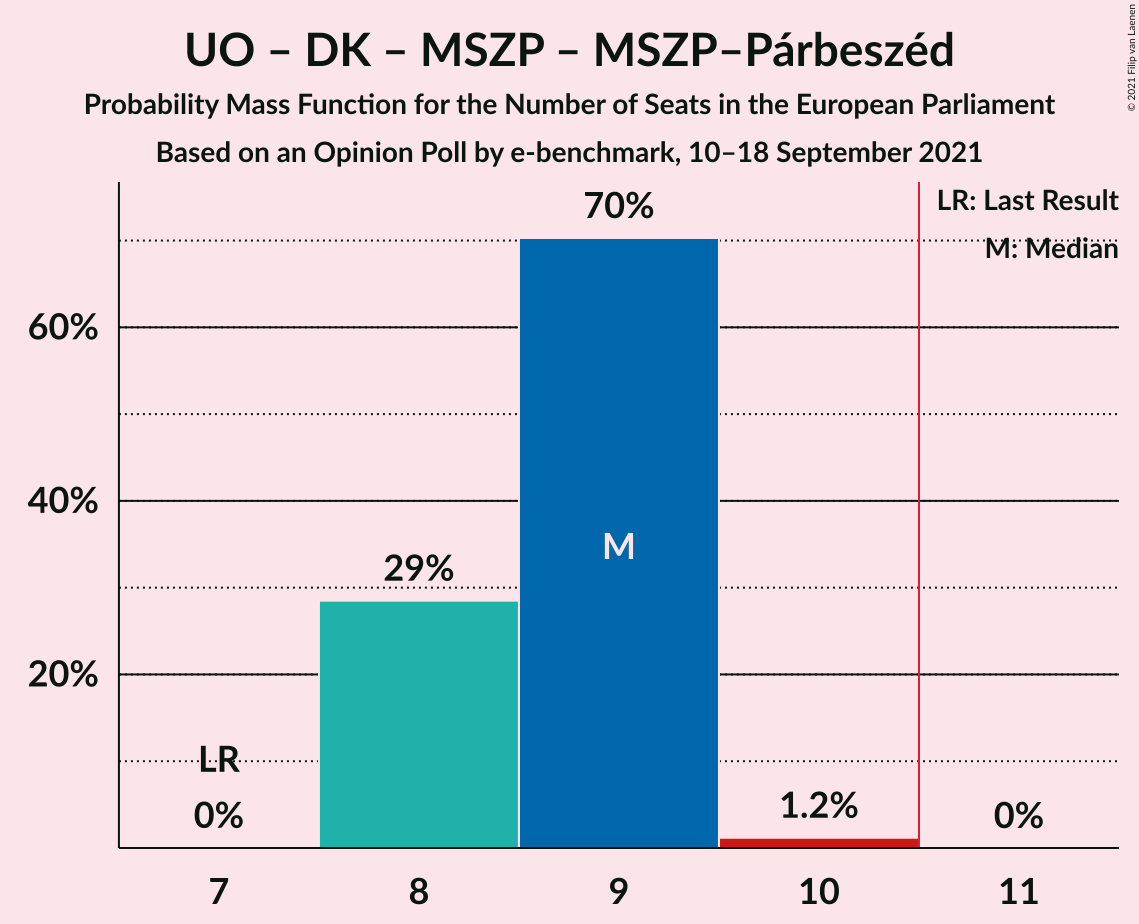 UO – DK – MSZP – MSZP–Párbeszéd
Probability Mass Function for the Number of Seats in the European Parliament
Based on an Opinion Poll by e-benchmark, 10–18 September 2021
© 2021 Filip van Laenen
LR: Last Result
M: Median
70%
60%
40%
M
29%
20%
LR
0%
1.2%
0%
7
8
9
10
11